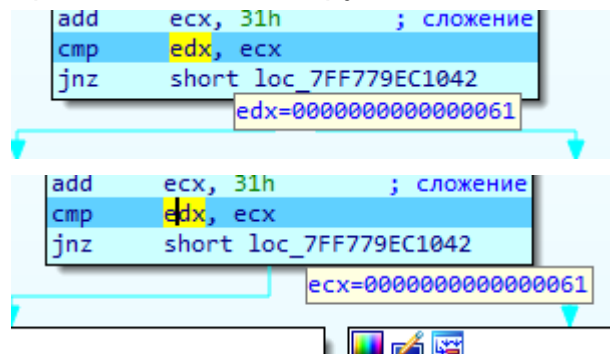 add ecx, 31h ; сложение
cmp edx, ecx
jnz short loc_7FF779EC1042
edx=0000000000000061
add ecx, 31h ; сложение
cmp edx, ecx
jnz short loc_7FF779EC1042
ecx=0000000000000061